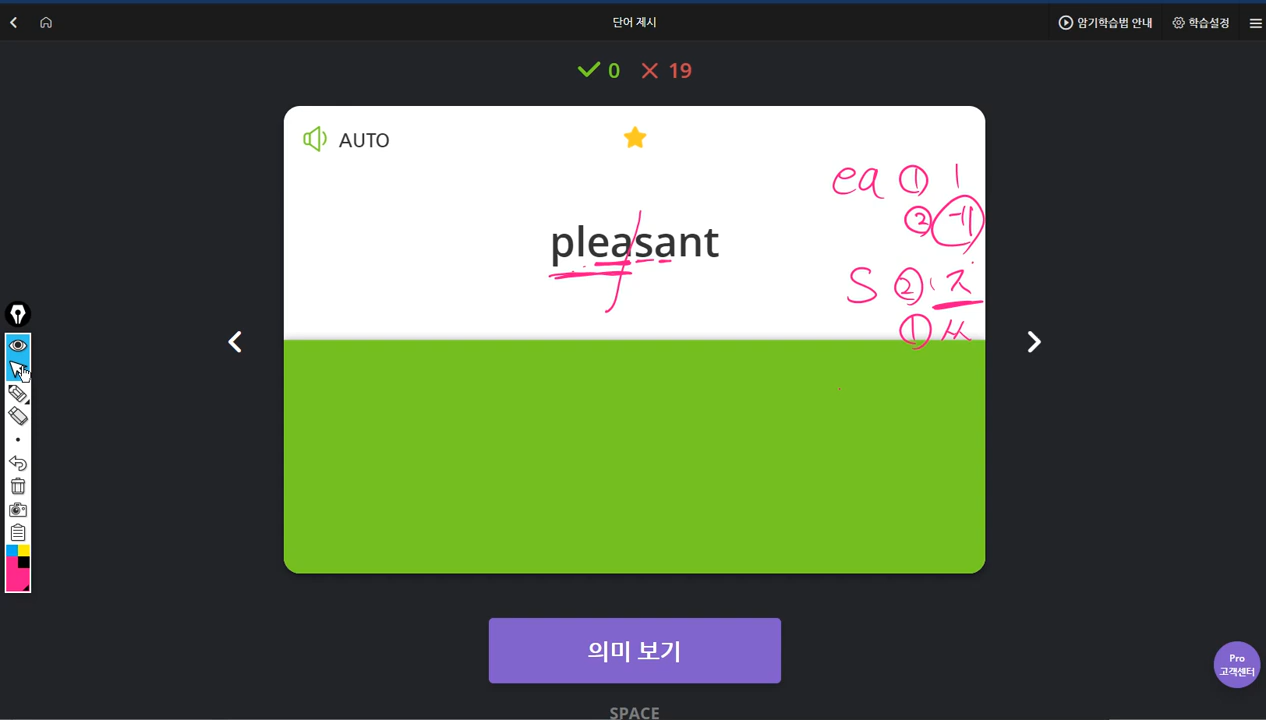 단어 제시
암기학습법 안내
학습설정
0
19
AUTO
pleasant
ea ① ㅣ
② ㅔ
S ② ㅈ
① ㅆ
의미 보기
SPACE
Pro
고객센터